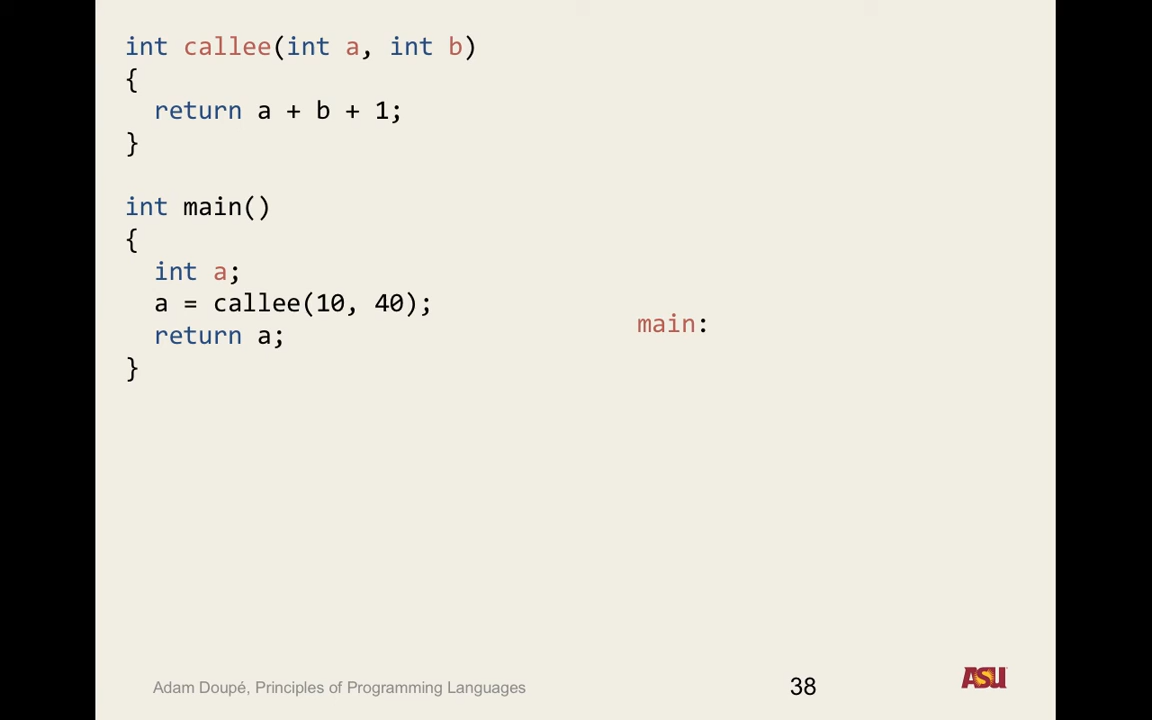 int callee(int a, int b)
{
  return a + b + 1;
}
int main()
{
  int a;
  a = callee(10, 40);
  return a;
}
main:
Adam Doupé, Principles of Programming Languages
38
ASU